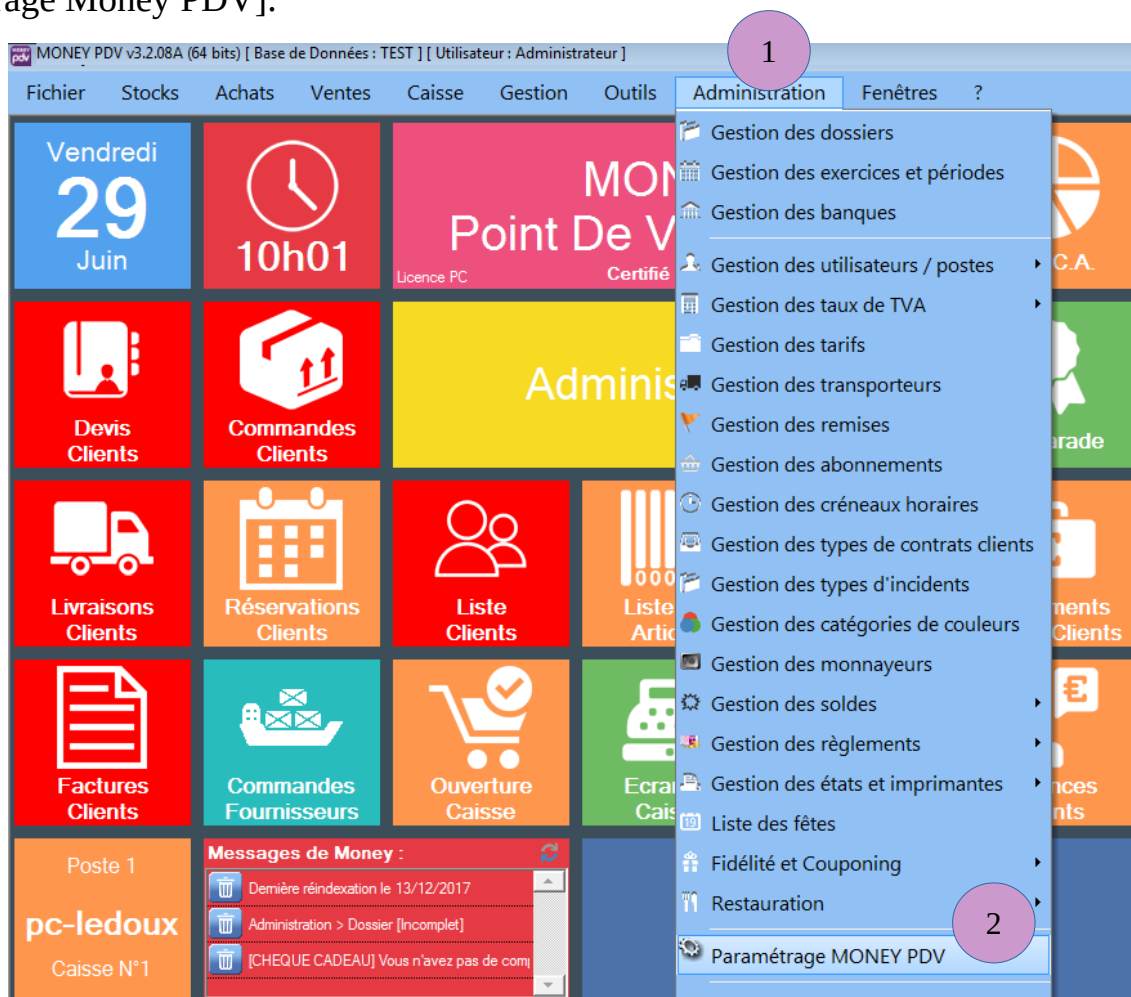 rage Money PDV].
MONEY PDV v3.2.08A (64 bits) [ Base de Données : TEST ] [ Utilisateur : Administrateur ]
1
Fichier Stocks Achats Ventes Caisse Gestion Outils Administration Fenêtres ?
Vendredi
29
Juin
10h01
MON
Point De V
Licence PC
Certifié
C.A.
Devis
Clients
Commandes
Clients
Adminis
arade
Livraisons
Clients
Réservations
Clients
Liste
Clients
000
Liste
Artic
ments
Clients
Factures
Clients
Commandes
Fournisseurs
Ouverture
Caisse
Ecra
Cais
€
nces
nts
Poste 1
pc-ledoux
Caisse N°1
Messages de Money :
Dernière réindexation le 13/12/2017
Administration > Dossier [Incomplet]
[CHEQUE CADEAU] Vous n'avez pas de com
Gestion des dossiers
Gestion des exercices et périodes
Gestion des banques
Gestion des utilisateurs / postes
Gestion des taux de TVA
Gestion des tarifs
Gestion des transporteurs
Gestion des remises
Gestion des abonnements
Gestion des créneaux horaires
Gestion des types de contrats clients
Gestion des types d'incidents
Gestion des catégories de couleurs
Gestion des monnayeurs
Gestion des soldes
Gestion des règlements
Gestion des états et imprimantes
19 Liste des fêtes
Fidélité et Couponing
Restauration
2
Paramétrage MONEY PDV